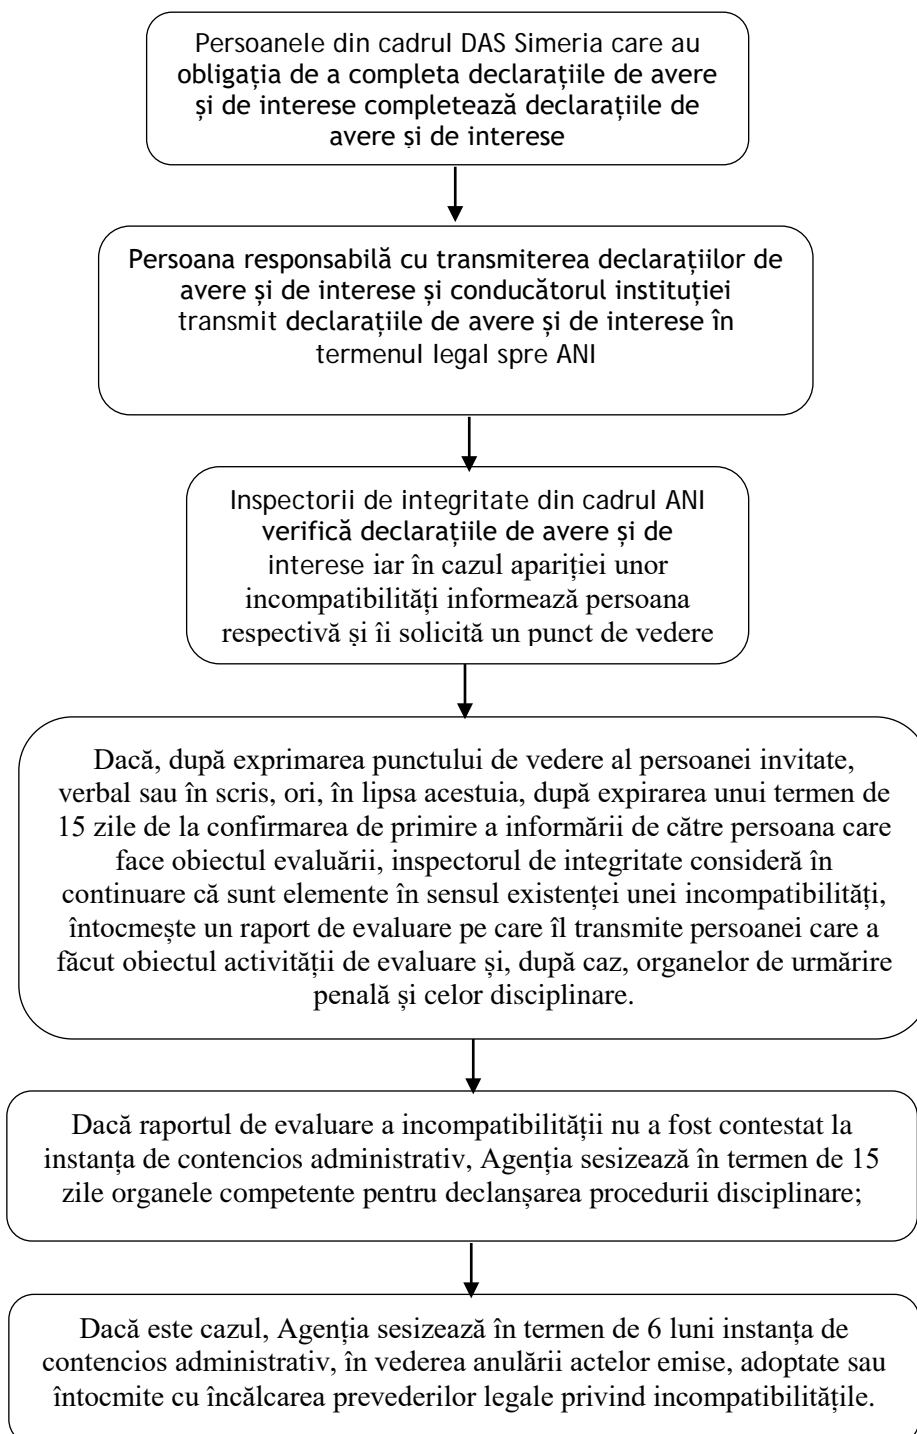 Persoanele din cadrul DAS Simeria care au
obligația de a completa declarațiile de avere
și de interese completează declarațiile de
avere și de interese
Persoana responsabilă cu transmiterea declarațiilor de
avere și de interese și conducătorul instituției
transmit declarațiile de avere și de interese în
termenul legal spre ANI
Inspectorii de integritate din cadrul ANI
verifică declarațiile de avere și de
interese iar în cazul apariției unor
incompatibilități informează persoana
respectivă și îi solicită un punct de vedere
Dacă, după exprimarea punctului de vedere al persoanei invitate,
verbal sau în scris, ori, în lipsa acestuia, după expirarea unui termen de
15 zile de la confirmarea de primire a informării de către persoana care
face obiectul evaluării, inspectorul de integritate consideră în
continuare că sunt elemente în sensul existenței unei incompatibilități,
întocmește un raport de evaluare pe care îl transmite persoanei care a
făcut obiectul activității de evaluare și, după caz, organelor de urmărire
penală și celor disciplinare.
Dacă raportul de evaluare a incompatibilității nu a fost contestat la
instanța de contencios administrativ, Agenția sesizează în termen de 15
zile organele competente pentru declanșarea procedurii disciplinare;
Dacă este cazul, Agenția sesizează în termen de 6 luni instanța de
contencios administrativ, în vederea anulării actelor emise, adoptate sau
întocmite cu încălcarea prevederilor legale privind incompatibilitățile.